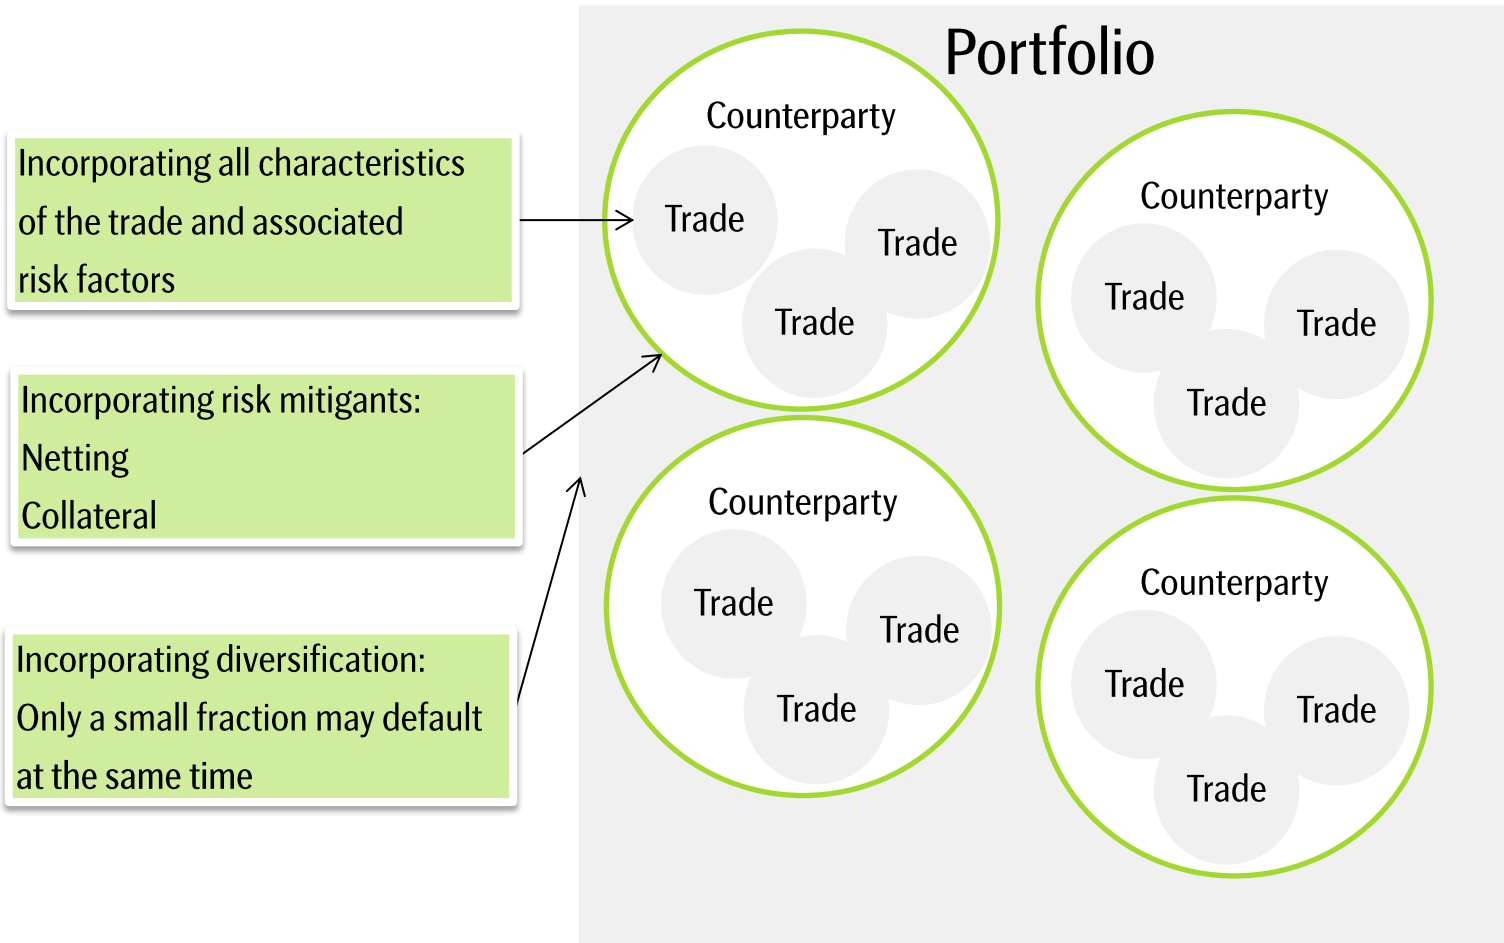 Portfolio
Incorporating all characteristics
of the trade and associated
risk factors
Incorporating risk mitigants:
Netting
Collateral
Incorporating diversification:
Only a small fraction may default
at the same time
Counterparty
Trade
Trade
Trade
Counterparty
Trade
Trade
Trade
Counterparty
Trade
Trade
Trade
Counterparty
Trade
Trade
Trade